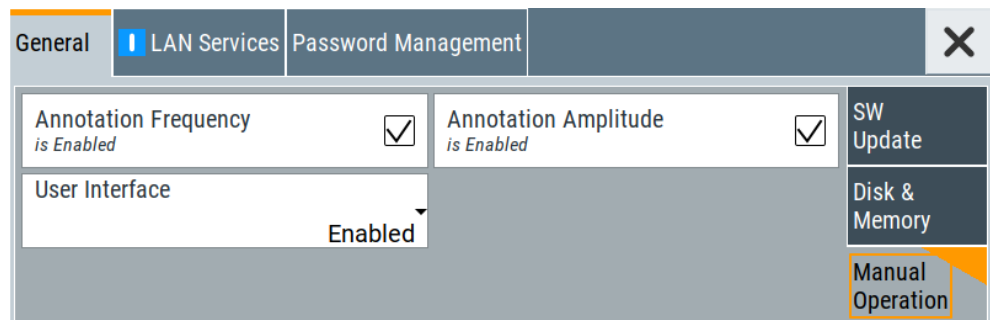 General
LAN Services
Password Management
Annotation Frequency
is Enabled
Annotation Amplitude
is Enabled
User Interface
Enabled
SW
Update
Disk &
Memory
Manual
Operation